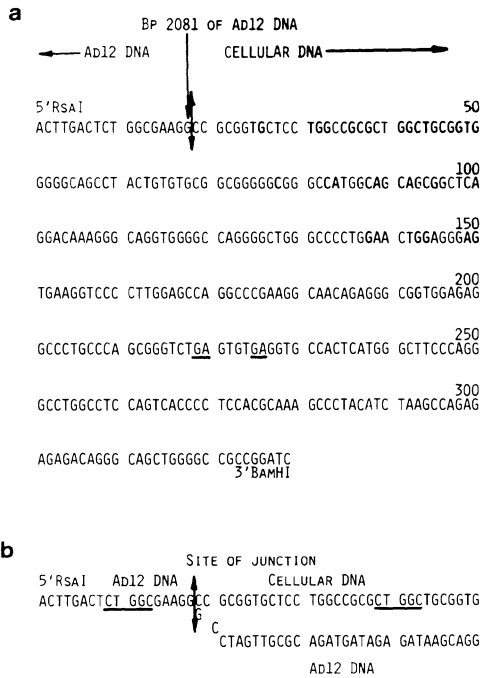 a
BP 2081 OF AD12 DNA
AD12 DNA CELLULAR DNA
5'RSAI 50
ACTTGACTCT GGCGAAGGCC GCGGTGCTCC TGGCCGCGCT GGCTGCGGTG
100
GGGGCAGCCT ACTGTGTGCG GCGGGGGCGG GCCATGGCAG CAGCGGCTCA
150
GGACAAAGGG CAGGTGGGGC CAGGGGCTGG GCCCCTGGAA CTGGAGGGAG
200
TGAAGGTCCC CTTGGAGCCA GGCCCGAAGG CAACAGAGGG CGGTGGAGAG
250
GCCCTGCCCA GCGGGTCTGA GTGTGAGGTG CCACTCATGG GCTTCCCAGG
300
GCCTGGCCTC CAGTCACCCC TCCACGCAAA GCCCTACATC TAAGCCAGAG
AGAGACAGGG CAGCTGGGGC CGCCGGATC
3'BAMHI
b
SITE OF JUNCTION
5'RSAI AD12 DNA CELLULAR DNA
ACTTGACTCT GGCGAAGGCC GCGGTGCTCC TGGCCGCGCT GGCTGCGGTG
G
C
CTAGTTGCGC AGATGATAGA GATAAGCAGG
AD12 DNA